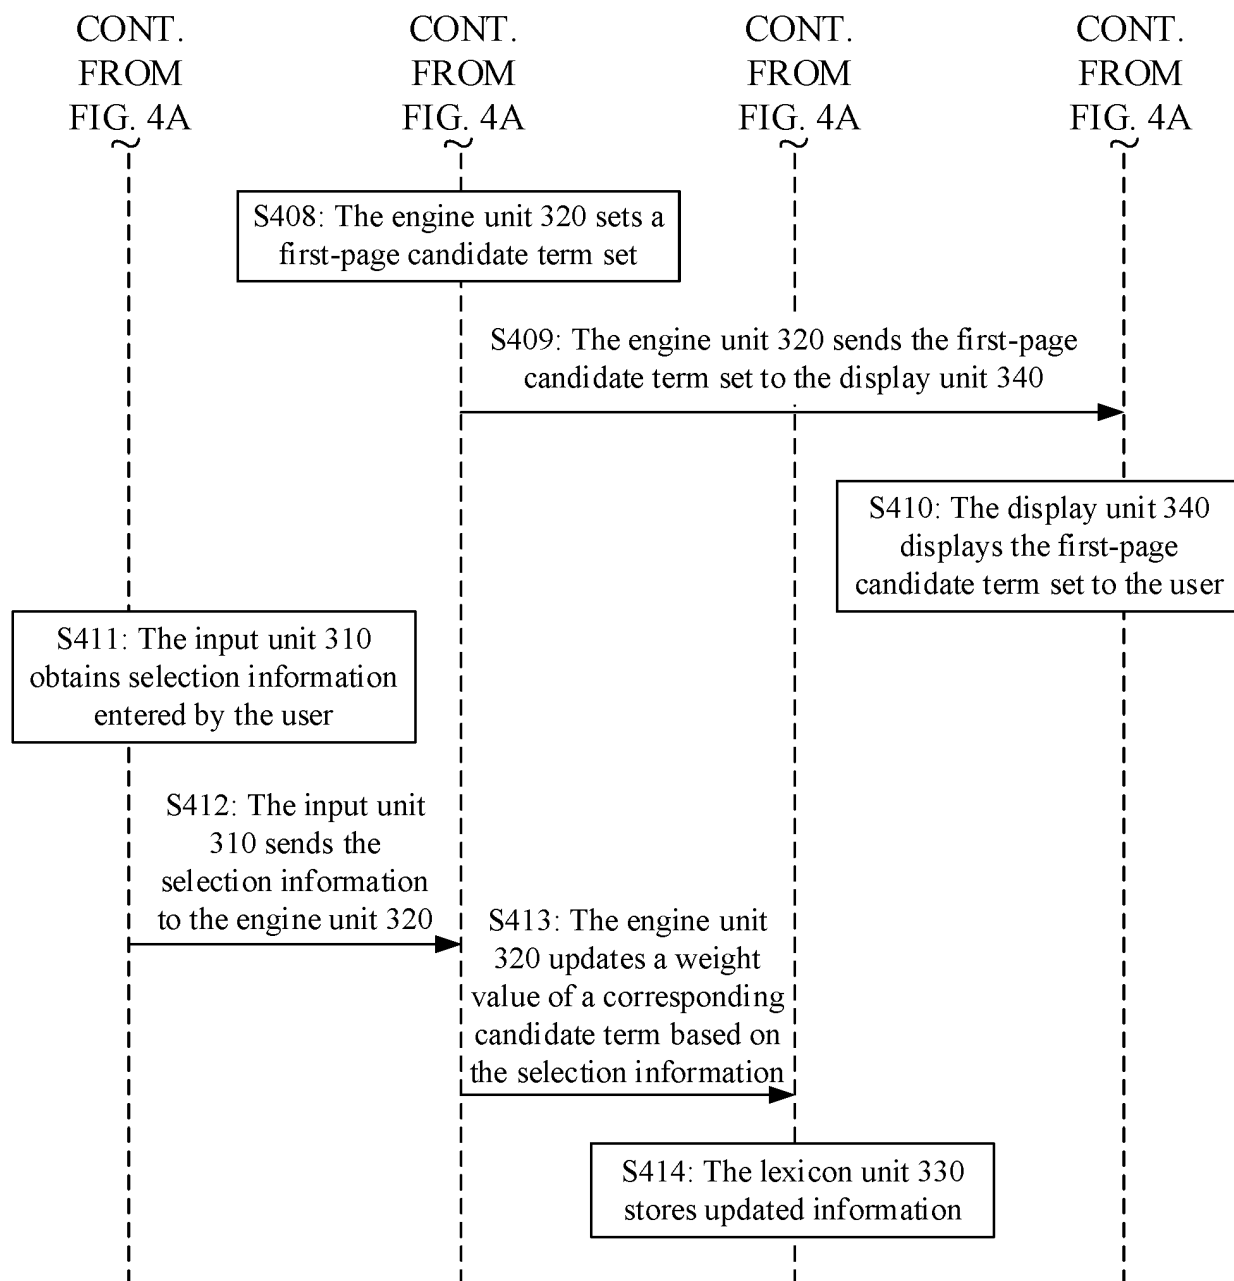 CONT.
FROM
FIG. 4A
CONT.
FROM
FIG. 4A
CONT.
FROM
FIG. 4A
CONT.
FROM
FIG. 4A
S408: The engine unit 320 sets a
first-page candidate term set
S409: The engine unit 320 sends the first-page
candidate term set to the display unit 340
S410: The display unit 340
displays the first-page
candidate term set to the user
S411: The input unit 310
obtains selection information
entered by the user
S412: The input unit
310 sends the
selection information
to the engine unit 320
S413: The engine unit
320 updates a weight
value of a corresponding
candidate term based on
the selection information
S414: The lexicon unit 330
stores updated information